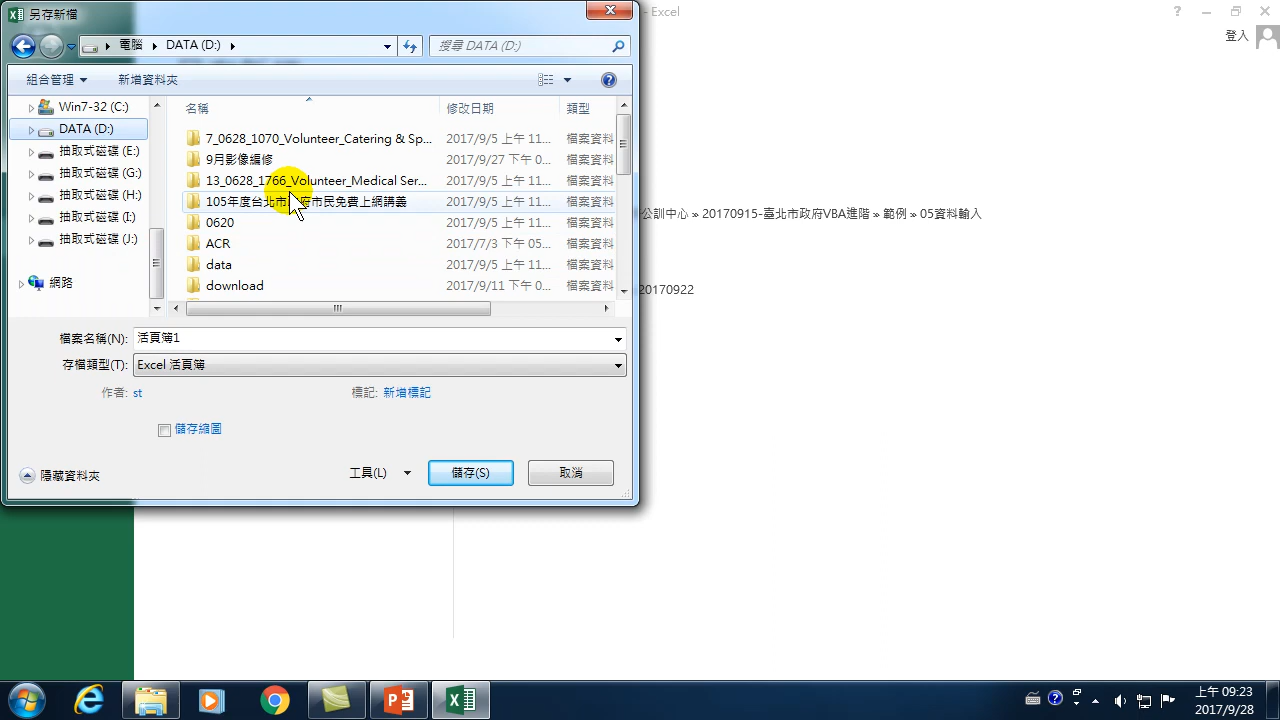 另存新檔
- Excel
登入
電腦 DATA (D:)
搜尋 DATA (D:)
組合管理 新增資料夾
Win7-32 (C:)
DATA (D:)
抽取式磁碟 (E:)
抽取式磁碟 (G:)
抽取式磁碟 (H:)
抽取式磁碟 (I:)
抽取式磁碟 (J:)
網路
名稱 修改日期 類型
7_0628_1070_Volunteer_Catering & Sp... 2017/9/5 上午 11... 檔案資料
9月影像編修 2017/9/27 下午 0... 檔案資料
13_0628_1766_Volunteer_Medical Ser... 2017/9/5 上午 11... 檔案資料
105年度台北市政府市民免費上網講義 2017/9/5 上午 11... 檔案資料
0620 2017/9/5 上午 11... 檔案資料
ACR 2017/7/3 下午 05... 檔案資料
data 2017/9/5 上午 11... 檔案資料
download 2017/9/11 下午 0... 檔案資料
公訓中心 » 20170915-臺北市政府VBA進階 » 範例 » 05資料輸入
20170922
檔案名稱(N): 活頁簿1
存檔類型(T): Excel 活頁簿
作者: st 標記: 新增標記
儲存縮圖
隱藏資料夾 工具(L) 儲存(S) 取消
上午 09:23
2017/9/28